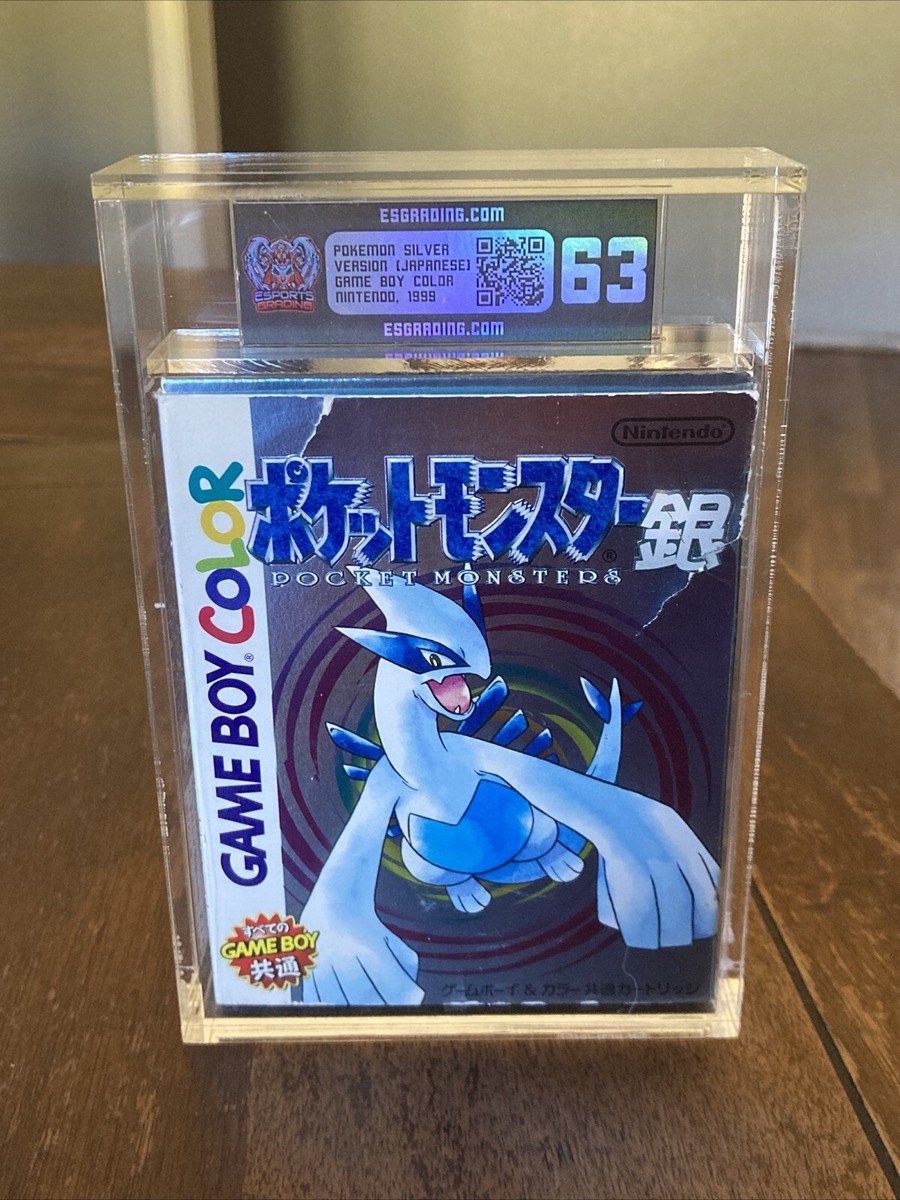 ESGRADING.COM
ESPORTS
GRADING
POKEMON SILVER
VERSION (JAPANESE)
GAME BOY COLOR
NINTENDO, 1999
63
ESGRADING.COM
Nintendo®
ポケットモンスター銀
®
POCKET MONSTERS
GAME BOY® COLOR
すべての
GAME BOY
共通
ゲームボーイ & カラー共通カートリッジ